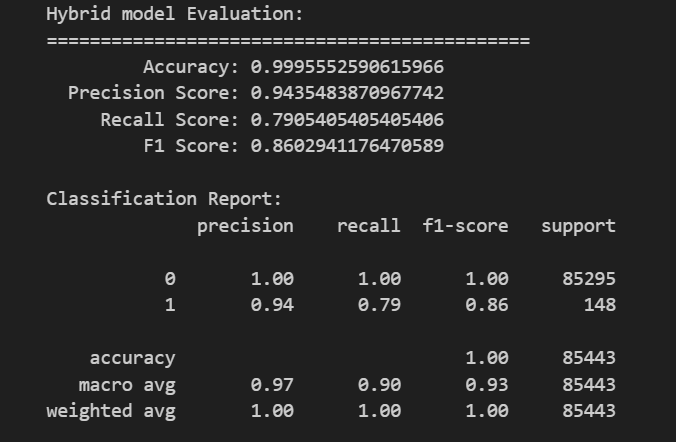 Hybrid model Evaluation:
=============================================
Accuracy: 0.9995552590615966
Precision Score: 0.9435483870967742
Recall Score: 0.7905405405405406
F1 Score: 0.8602941176470589
Classification Report:
precision recall f1-score support
0 1.00 1.00 1.00 85295
1 0.94 0.79 0.86 148
accuracy 1.00 85443
macro avg 0.97 0.90 0.93 85443
weighted avg 1.00 1.00 1.00 85443